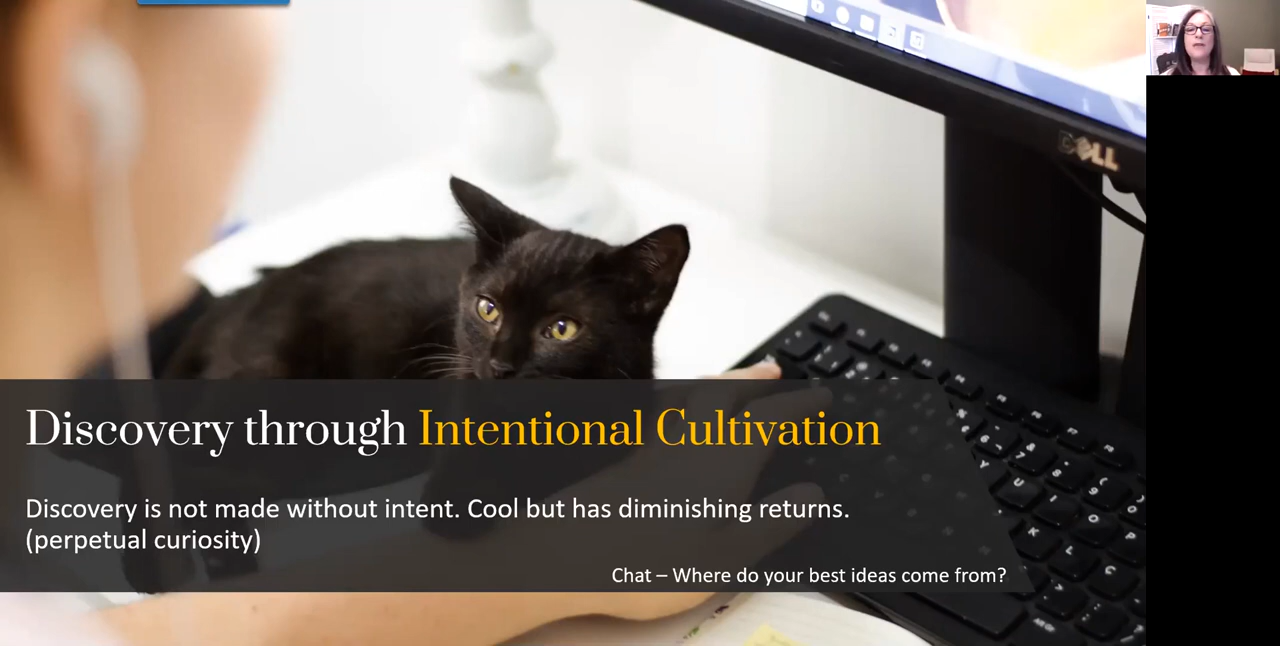 DELL
Discovery through Intentional Cultivation
Discovery is not made without intent. Cool but has diminishing returns.
(perpetual curiosity)
Chat – Where do your best ideas come from?